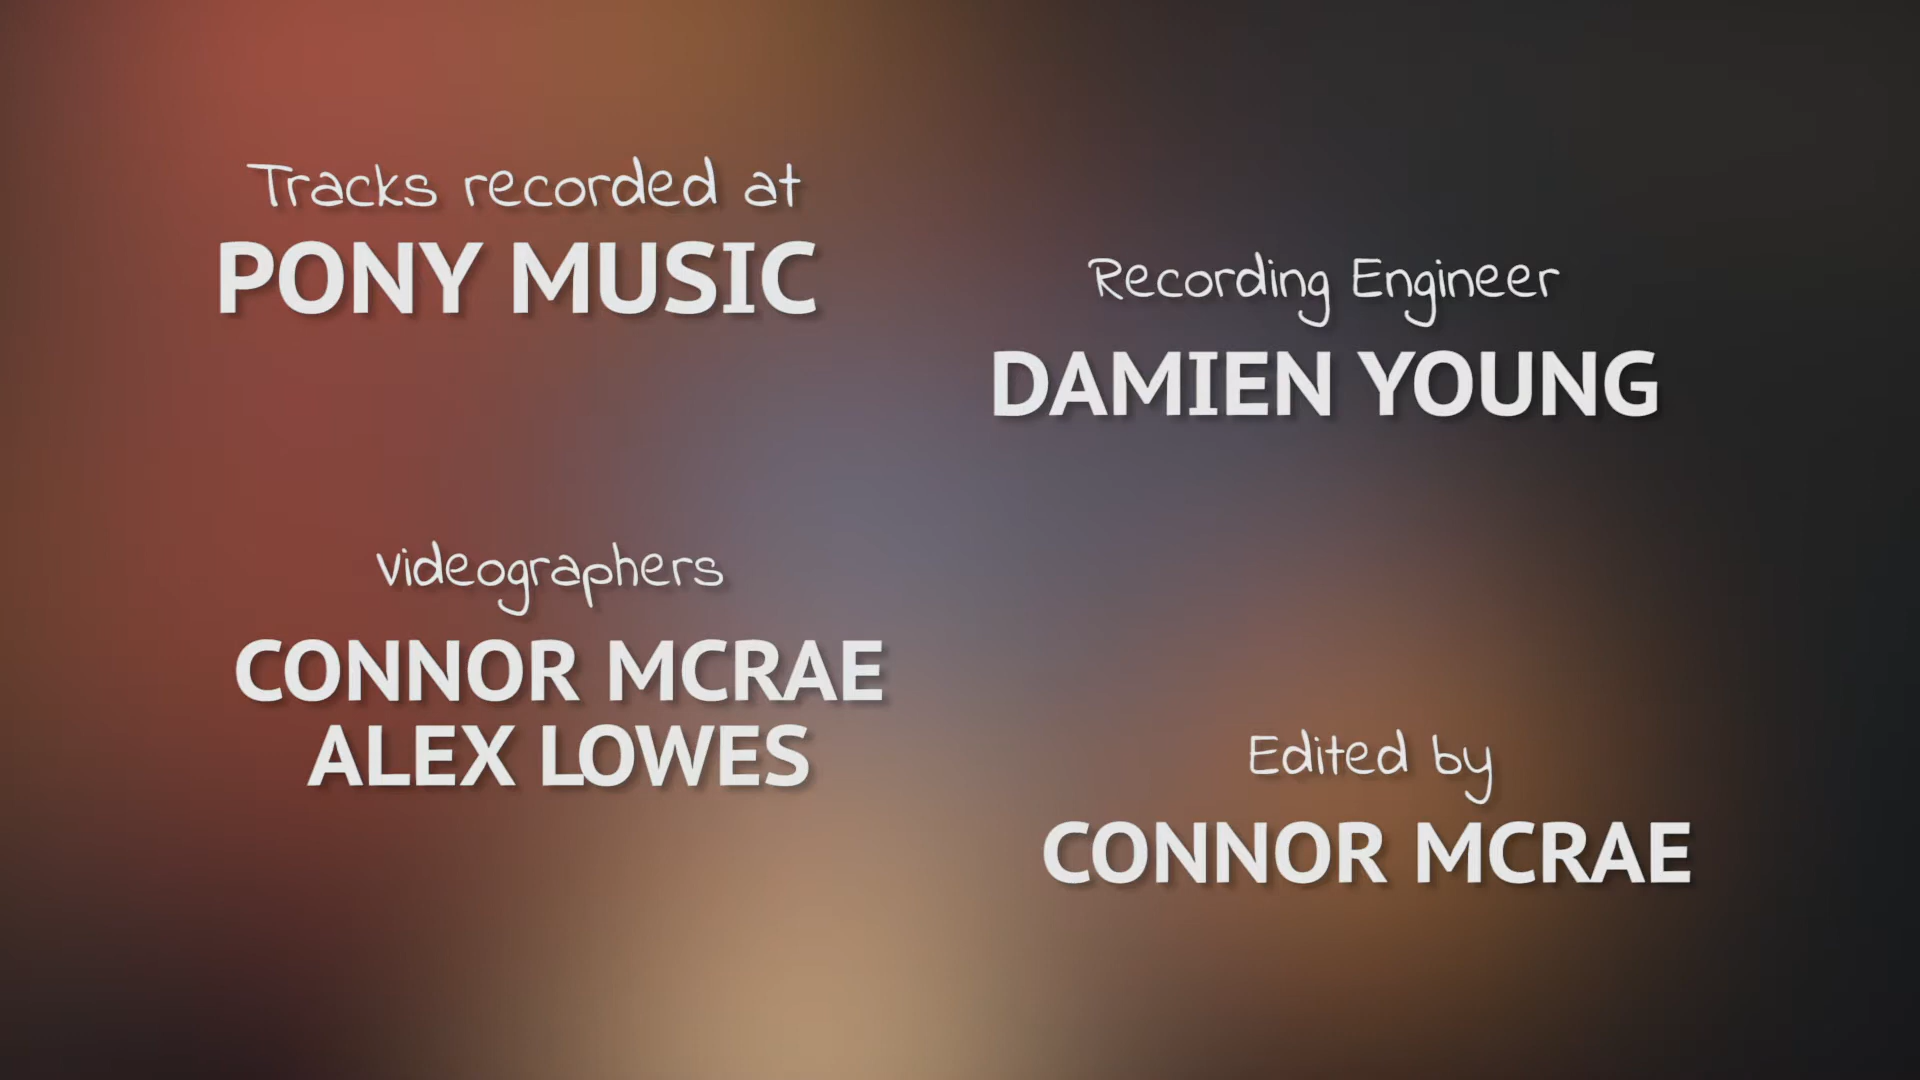 Tracks recorded at
PONY MUSIC
Recording Engineer
DAMIEN YOUNG
Videographers
CONNOR MCRAE
ALEX LOWES
Edited by
CONNOR MCRAE